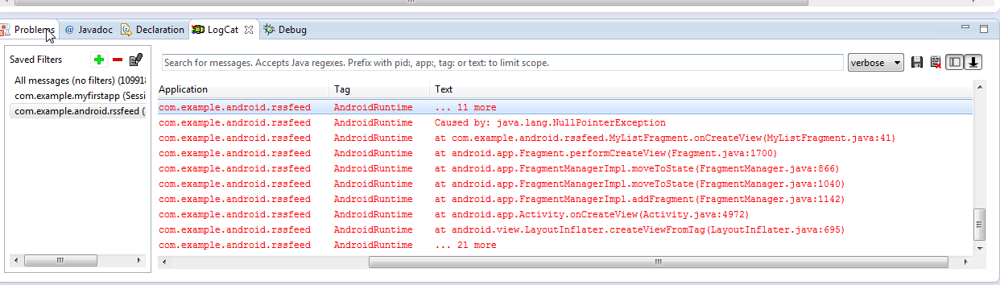 Problems @ Javadoc Declaration LogCat Debug
Saved Filters
Search for messages. Accepts Java regexes. Prefix with pid:, app:, tag: or text: to limit scope.
verbose
All messages (no filters) (109918
com.example.myfirstapp (Sessi
com.example.android.rssfeed (
Application Tag Text
com.example.android.rssfeed AndroidRuntime ... 11 more
com.example.android.rssfeed AndroidRuntime Caused by: java.lang.NullPointerException
com.example.android.rssfeed AndroidRuntime at com.example.android.rssfeed.MyListFragment.onCreateView(MyListFragment.java:41)
com.example.android.rssfeed AndroidRuntime at android.app.Fragment.performCreateView(Fragment.java:1700)
com.example.android.rssfeed AndroidRuntime at android.app.FragmentManagerImpl.moveToState(FragmentManager.java:866)
com.example.android.rssfeed AndroidRuntime at android.app.FragmentManagerImpl.moveToState(FragmentManager.java:1040)
com.example.android.rssfeed AndroidRuntime at android.app.FragmentManagerImpl.addFragment(FragmentManager.java:1142)
com.example.android.rssfeed AndroidRuntime at android.app.Activity.onCreateView(Activity.java:4972)
com.example.android.rssfeed AndroidRuntime at android.view.LayoutInflater.createViewFromTag(LayoutInflater.java:695)
com.example.android.rssfeed AndroidRuntime ... 21 more